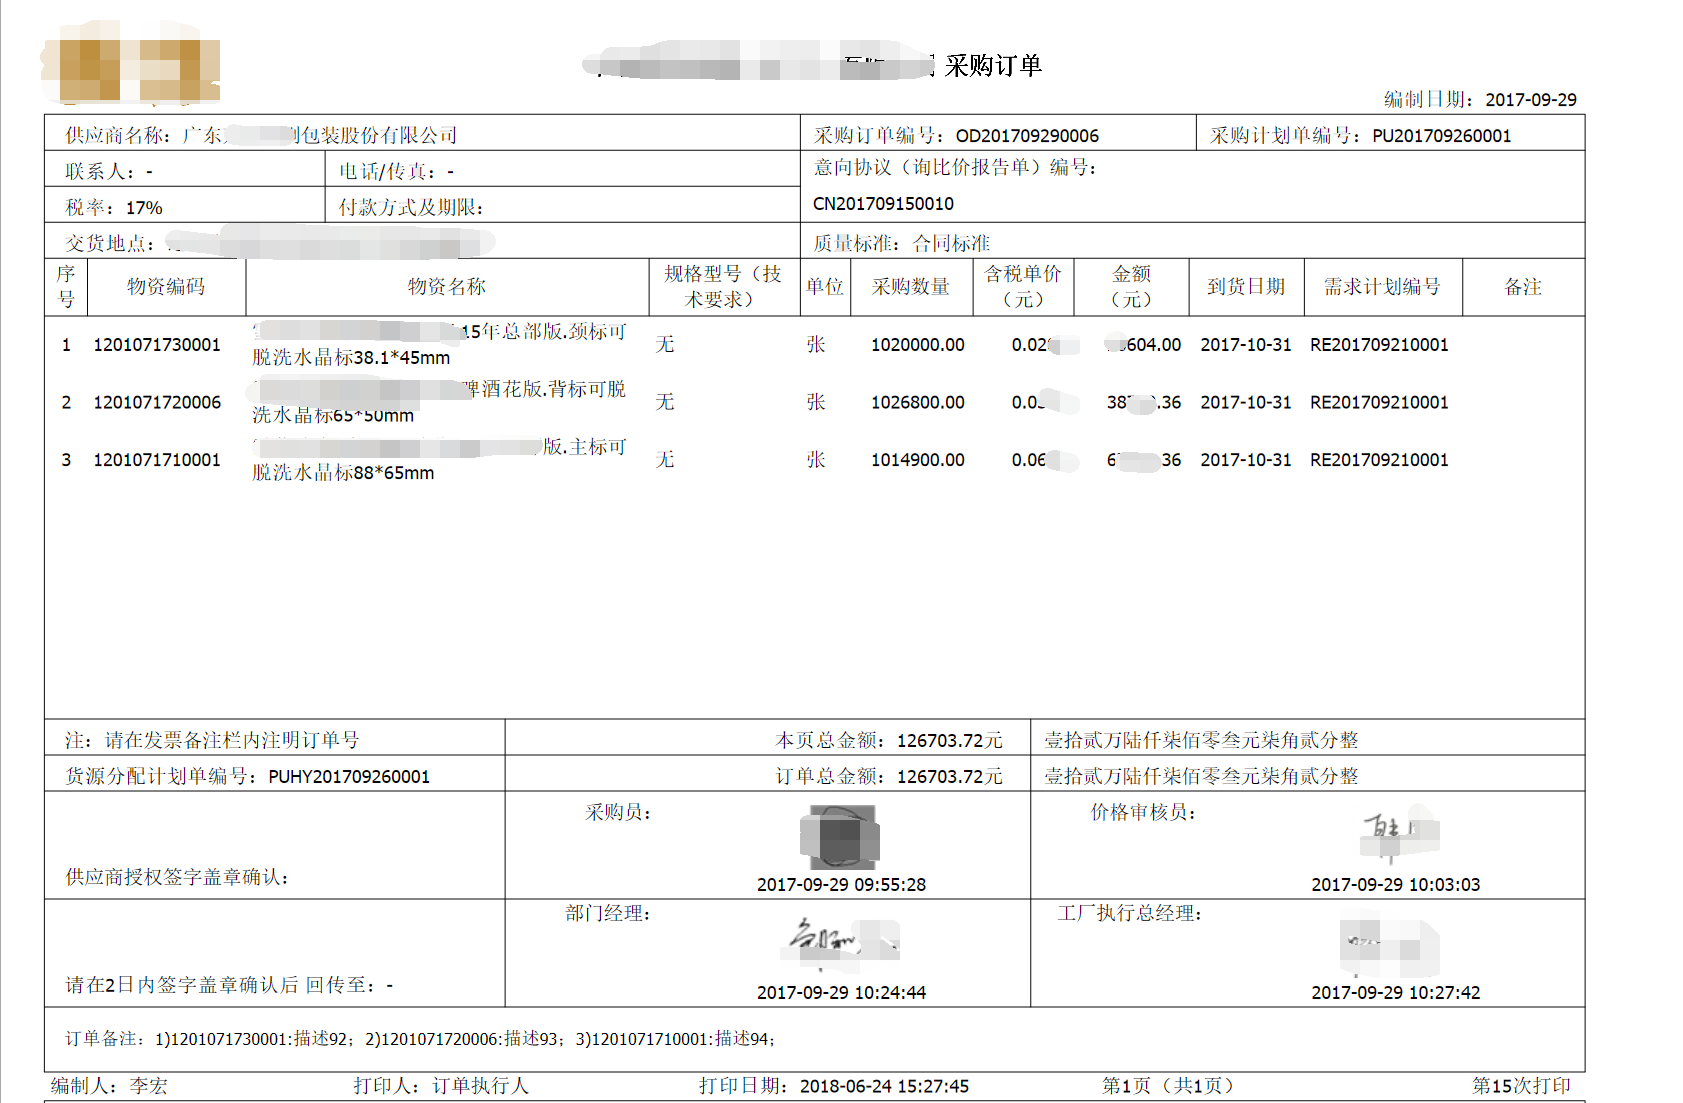 采购订单
编制日期：2017-09-29
供应商名称：广东 包装股份有限公司 采购订单编号：OD201709290006 采购计划单编号：PU201709260001
联系人：- 电话/传真：- 意向协议（询比价报告单）编号：
税率：17% 付款方式及期限： CN201709150010
交货地点： 质量标准：合同标准
序号 物资编码 物资名称 规格型号（技术要求） 单位 采购数量 含税单价（元） 金额（元） 到货日期 需求计划编号 备注
1 1201071730001 15年总部版.颈标可脱洗水晶标38.1*45mm 无 张 1020000.00 0.02 604.00 2017-10-31 RE201709210001
2 1201071720006 啤酒花版.背标可脱洗水晶标65*50mm 无 张 1026800.00 0.0 38 .36 2017-10-31 RE201709210001
3 1201071710001 版.主标可脱洗水晶标88*65mm 无 张 1014900.00 0.06 6 36 2017-10-31 RE201709210001
注：请在发票备注栏内注明订单号 本页总金额：126703.72元 壹拾贰万陆仟柒佰零叁元柒角贰分整
货源分配计划单编号：PUHY201709260001 订单总金额：126703.72元 壹拾贰万陆仟柒佰零叁元柒角贰分整
采购员： 价格审核员：
供应商授权签字盖章确认： 2017-09-29 09:55:28 2017-09-29 10:03:03
部门经理： 工厂执行总经理：
请在2日内签字盖章确认后 回传至：- 2017-09-29 10:24:44 2017-09-29 10:27:42
订单备注：1)1201071730001:描述92；2)1201071720006:描述93；3)1201071710001:描述94；
编制人：李宏 打印人：订单执行人 打印日期：2018-06-24 15:27:45 第1页（共1页） 第15次打印